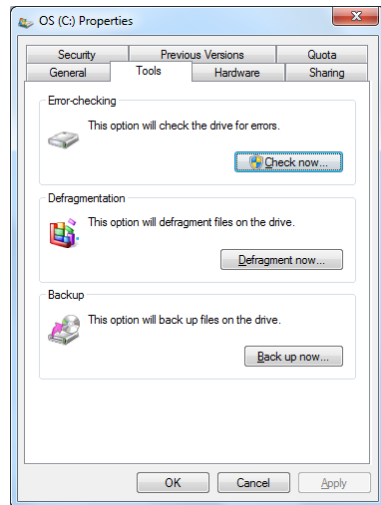 OS (C:) Properties
Security Previous Versions Quota
General Tools Hardware Sharing
Error-checking
This option will check the drive for errors.
Check now...
Defragmentation
This option will defragment files on the drive.
Defragment now...
Backup
This option will back up files on the drive.
Back up now...
OK Cancel Apply